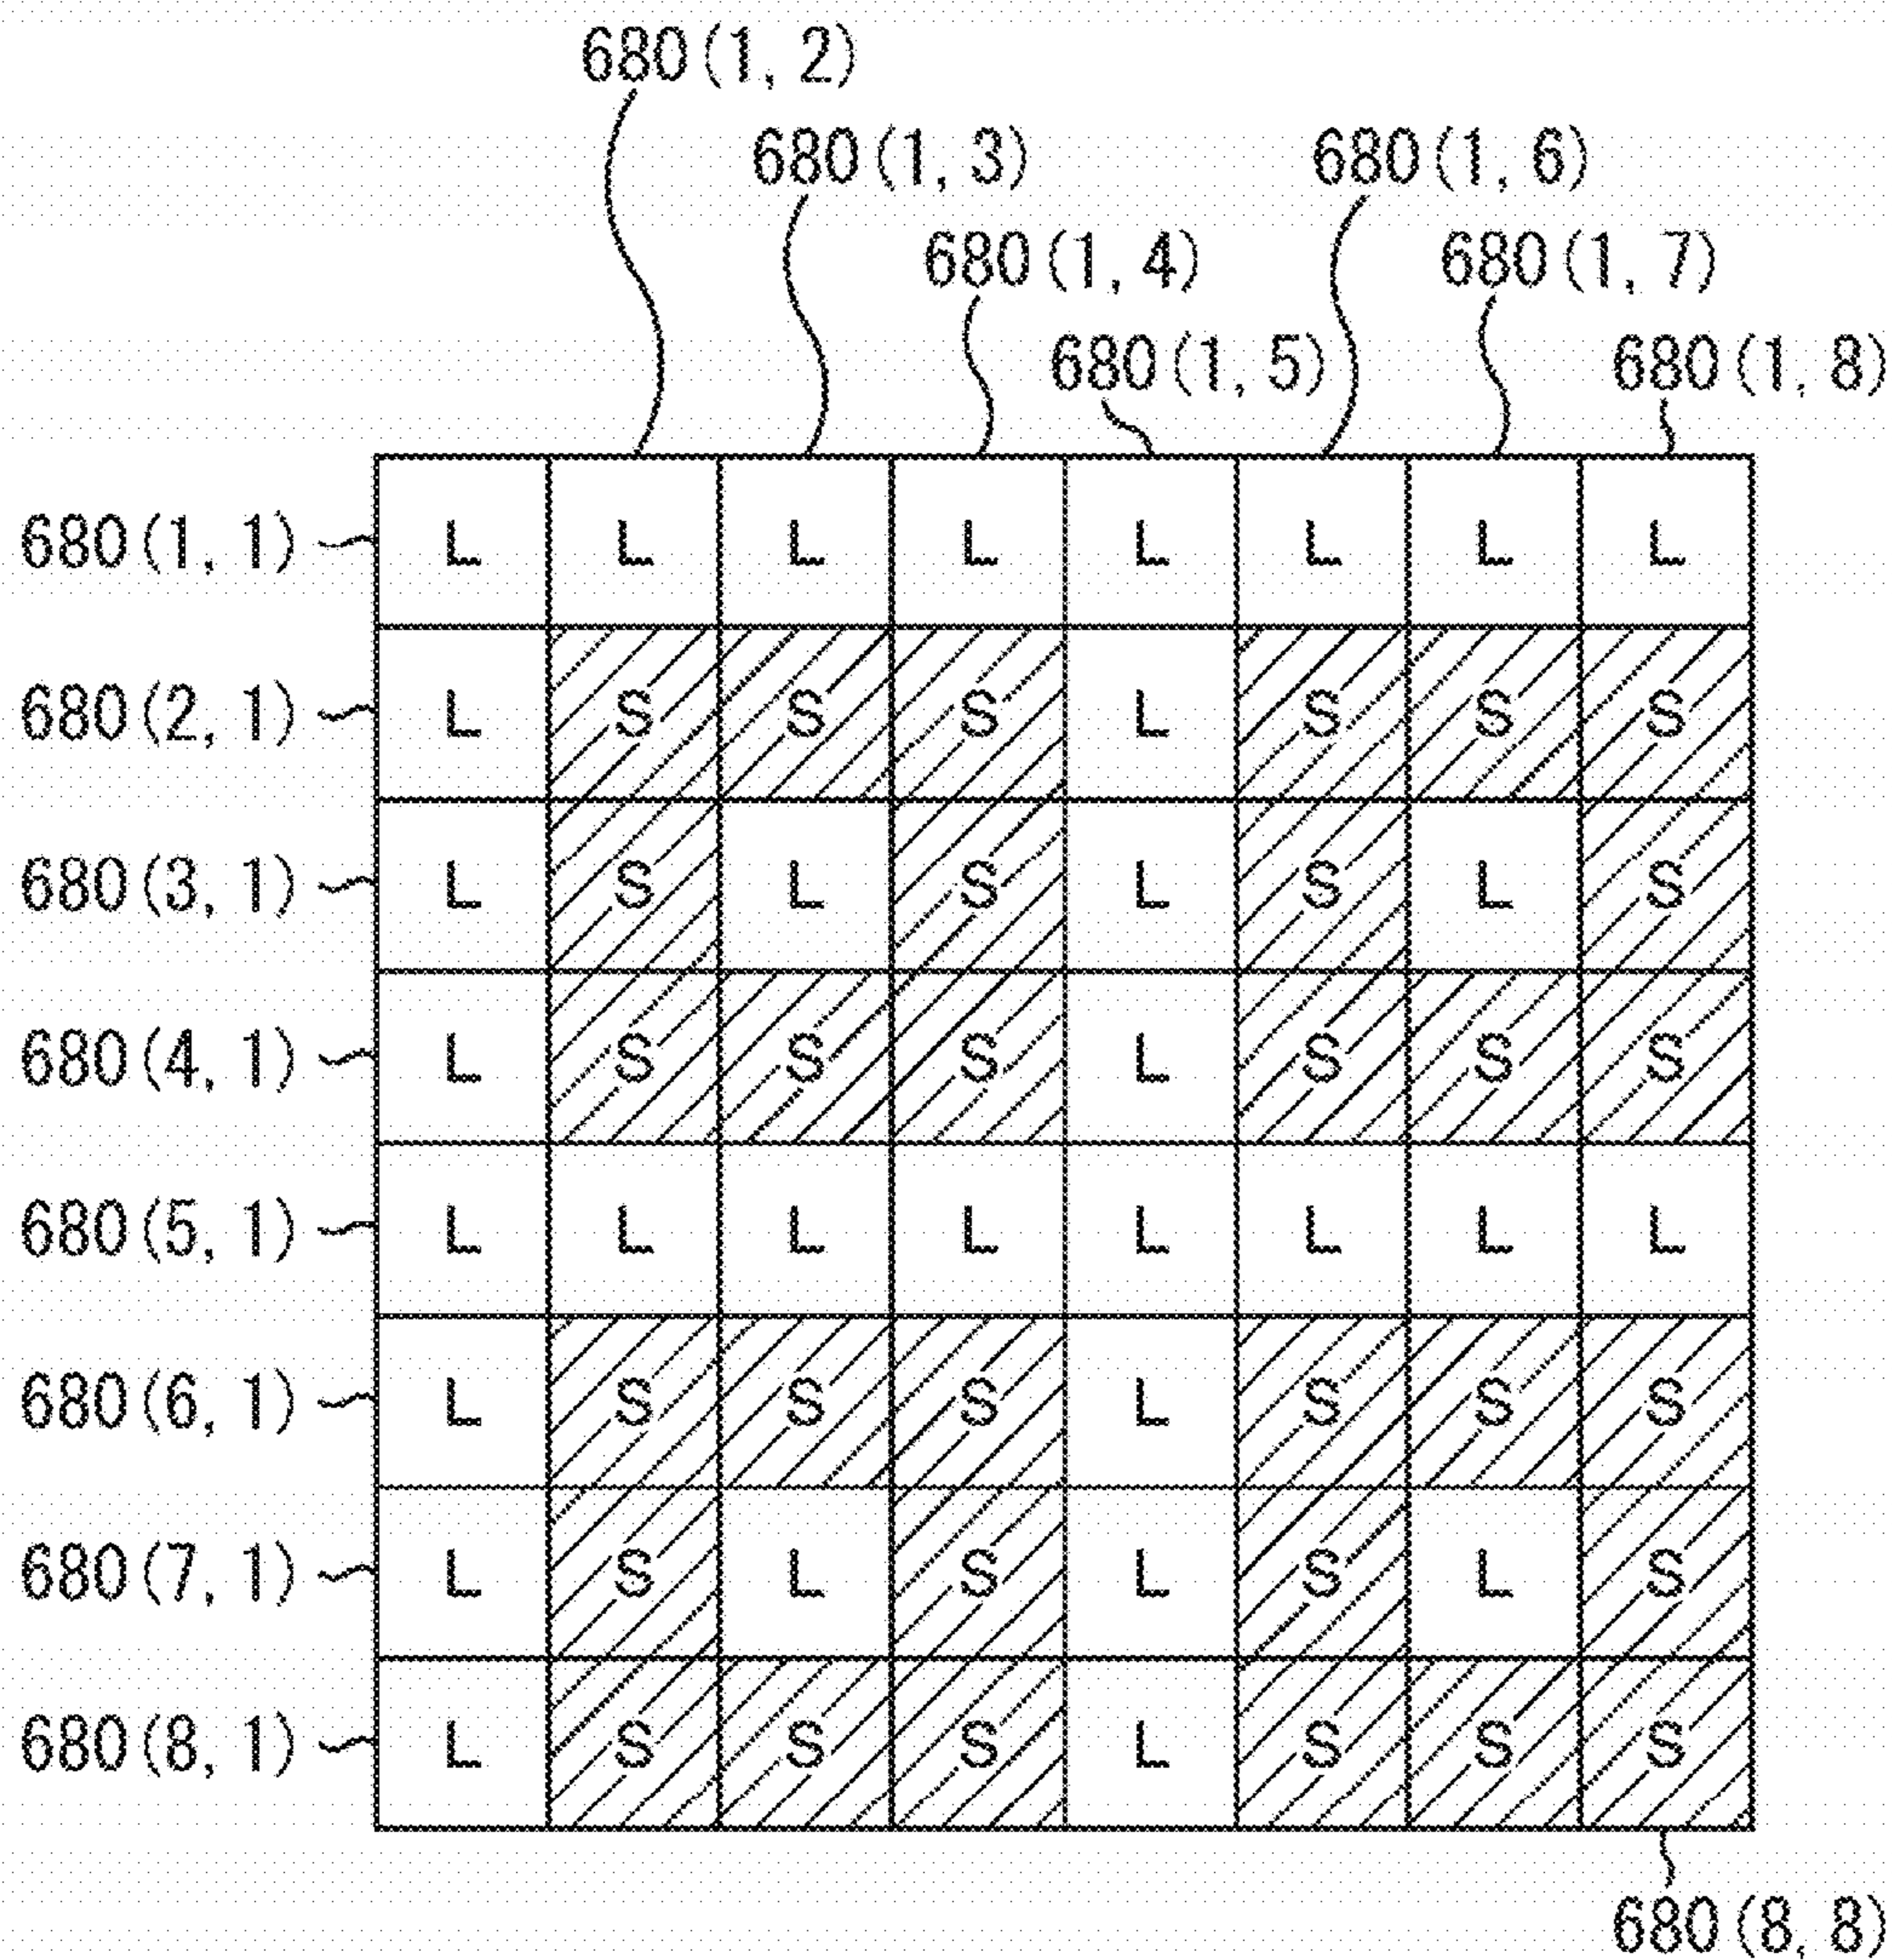 680(1, 2)
680(1, 3) 680(1, 6)
680(1, 4) 680(1, 7)
680(1, 5) 680(1, 8)
680(1, 1) L L L L L L L L
680(2, 1) L S S S L S S S
680(3, 1) L S L S L S L S
680(4, 1) L S S S L S S S
680(5, 1) L L L L L L L L
680(6, 1) L S S S L S S S
680(7, 1) L S L S L S L S
680(8, 1) L S S S L S S S
680(8, 8)